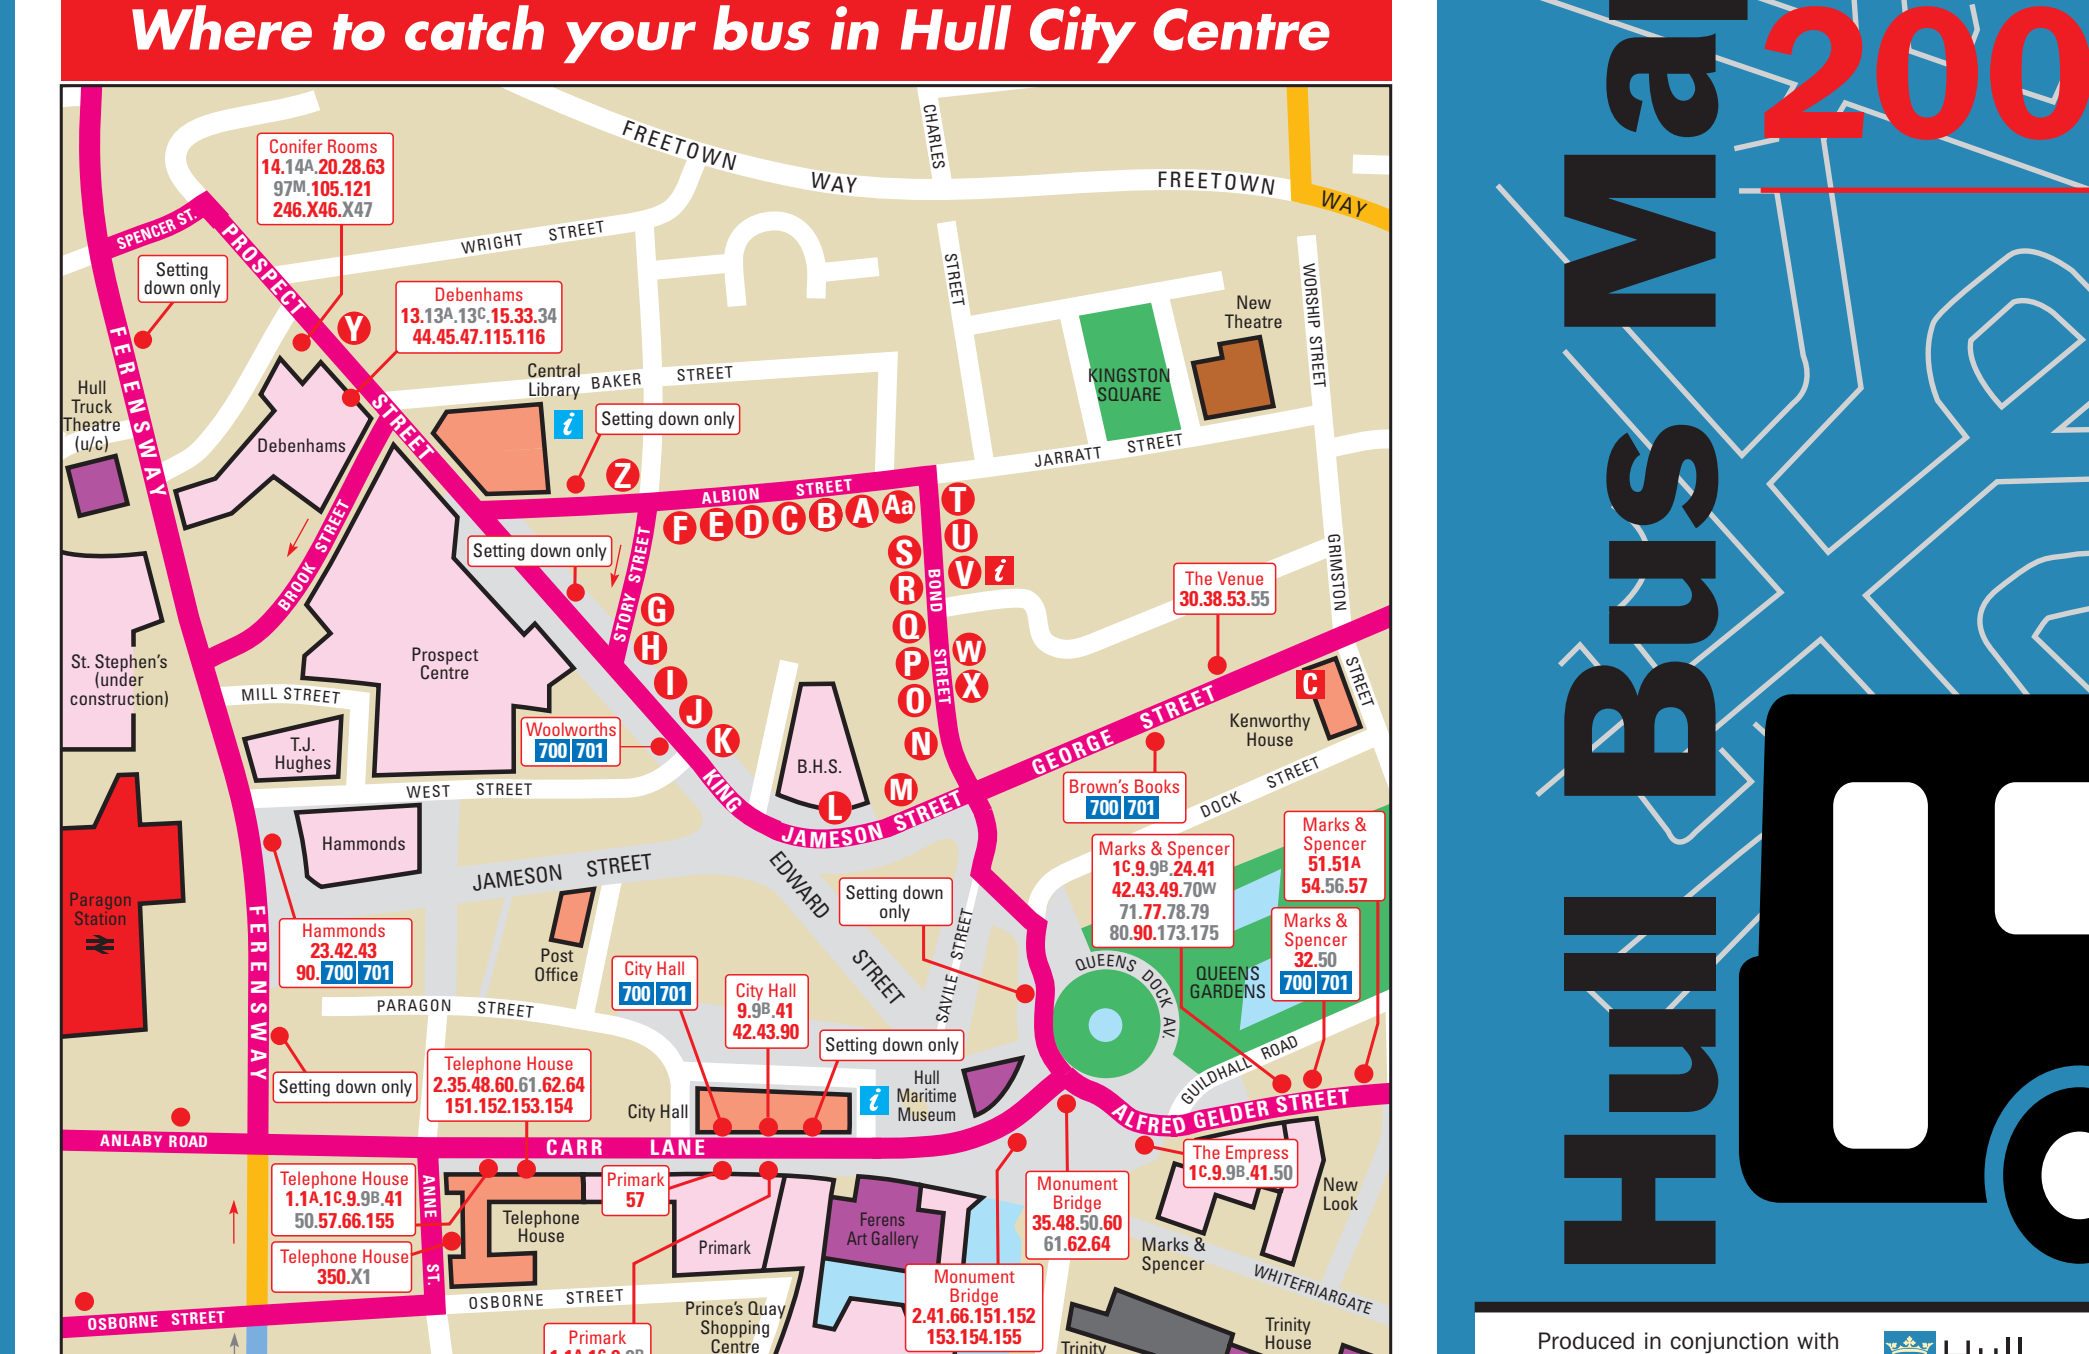 Where to catch your bus in Hull City Centre
FREETOWN
WAY
CHARLES
STREET
FREETOWN
WAY
Conifer Rooms
14.14A.20.28.63
97M.105.121
246.X46.X47
SPENCER ST.
PROSPECT
STREET
WRIGHT STREET
Setting
down only
Debenhams
13.13A.13C.15.33.34
44.45.47.115.116
Y
FERENSWAY
Hull
Truck
Theatre
(u/c)
Debenhams
Central
Library
i
BAKER STREET
Setting down only
Z
New
Theatre
KINGSTON
SQUARE
WORSHIP STREET
JARRATT STREET
ALBION STREET
F E D C B A Aa
T
U
V
i
S
R
Q
P
O
N
M
W
X
BOND
STREET
GRIMSTON
STREET
BROOK STREET
Setting down only
STORY STREET
G
H
I
J
K
L
The Venue
30.38.53.55
St. Stephen's
(under
construction)
Prospect
Centre
MILL STREET
T.J.
Hughes
Woolworths
700 701
B.H.S.
KING
EDWARD
STREET
JAMESON STREET
GEORGE STREET
C
Kenworthy
House
Brown's Books
700 701
DOCK STREET
WEST STREET
Hammonds
JAMESON STREET
Paragon
Station
Hammonds
23.42.43
90.700 701
FERENSWAY
Post
Office
PARAGON STREET
Setting down
only
SAVILE STREET
Marks & Spencer
1C.9.9B.24.41
42.43.49.70W
71.77.78.79
80.90.173.175
Marks &
Spencer
51.51A
54.56.57
Marks &
Spencer
32.50
700 701
QUEENS DOCK AV.
QUEENS
GARDENS
GUILDHALL ROAD
City Hall
700 701
City Hall
9.9B.41
42.43.90
Setting down only
Setting down only
Telephone House
2.35.48.60.61.62.64
151.152.153.154
City Hall
i
Hull
Maritime
Museum
ANLABY ROAD
CARR LANE
ALFRED GELDER STREET
Telephone House
1.1A.1C.9.9B.41
50.57.66.155
Telephone House
350.X1
ANNE ST.
Telephone
House
Primark
57
Primark
Ferens
Art Gallery
Monument
Bridge
35.48.50.60
61.62.64
The Empress
1C.9.9B.41.50
New
Look
Marks &
Spencer
WHITEFRIARGATE
Monument
Bridge
2.41.66.151.152
153.154.155
OSBORNE STREET
OSBORNE STREET
Prince's Quay
Shopping
Centre
Primark
Trinity
Trinity
House
Hull Bus Ma
200
Produced in conjunction with
Hull